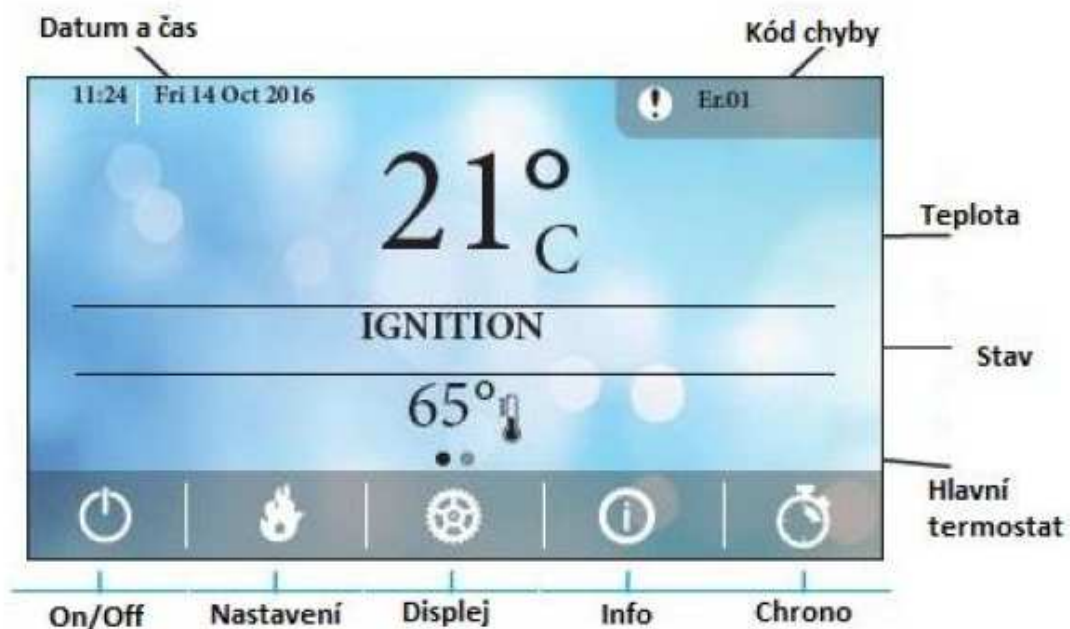 Datum a čas
Kód chyby
11:24 Fri 14 Oct 2016
Er.01
21°
C
Teplota
IGNITION
Stav
65°
Hlavní
termostat
On/Off Nastavení Displej Info Chrono